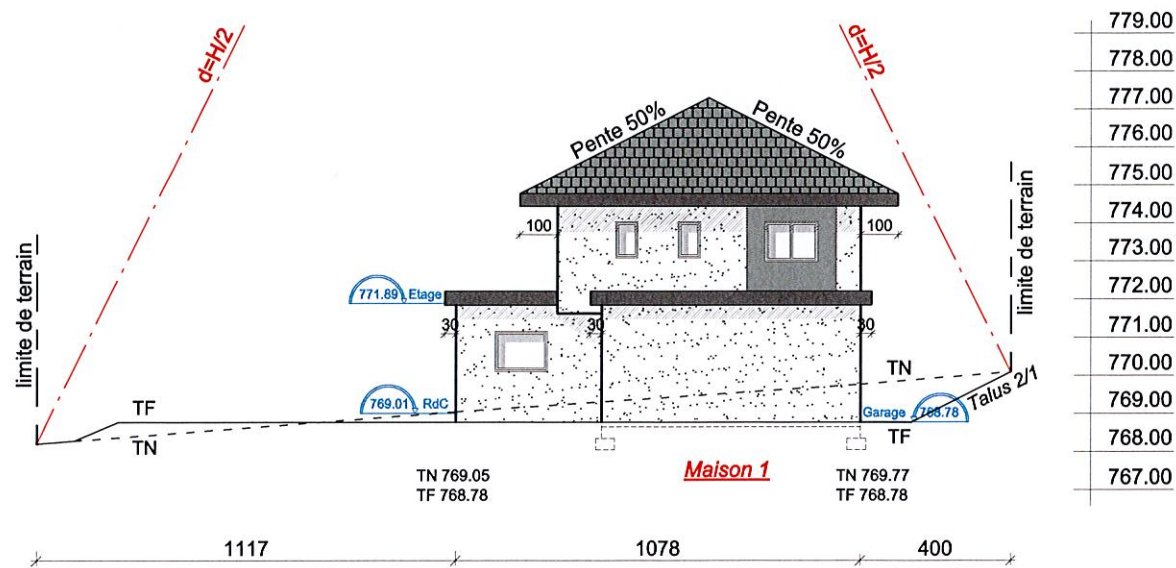 d=H/2
d=H/2
779.00
778.00
777.00
776.00
775.00
774.00
773.00
772.00
771.00
770.00
769.00
768.00
767.00
Pente 50%
Pente 50%
100
100
limite de terrain
limite de terrain
771.89 Etage
30
30
30
TN
Talus 2/1
769.01 RdC
Garage 768.78
TF
TN
TF
Maison 1
TN 769.05
TF 768.78
TN 769.77
TF 768.78
1117
1078
400